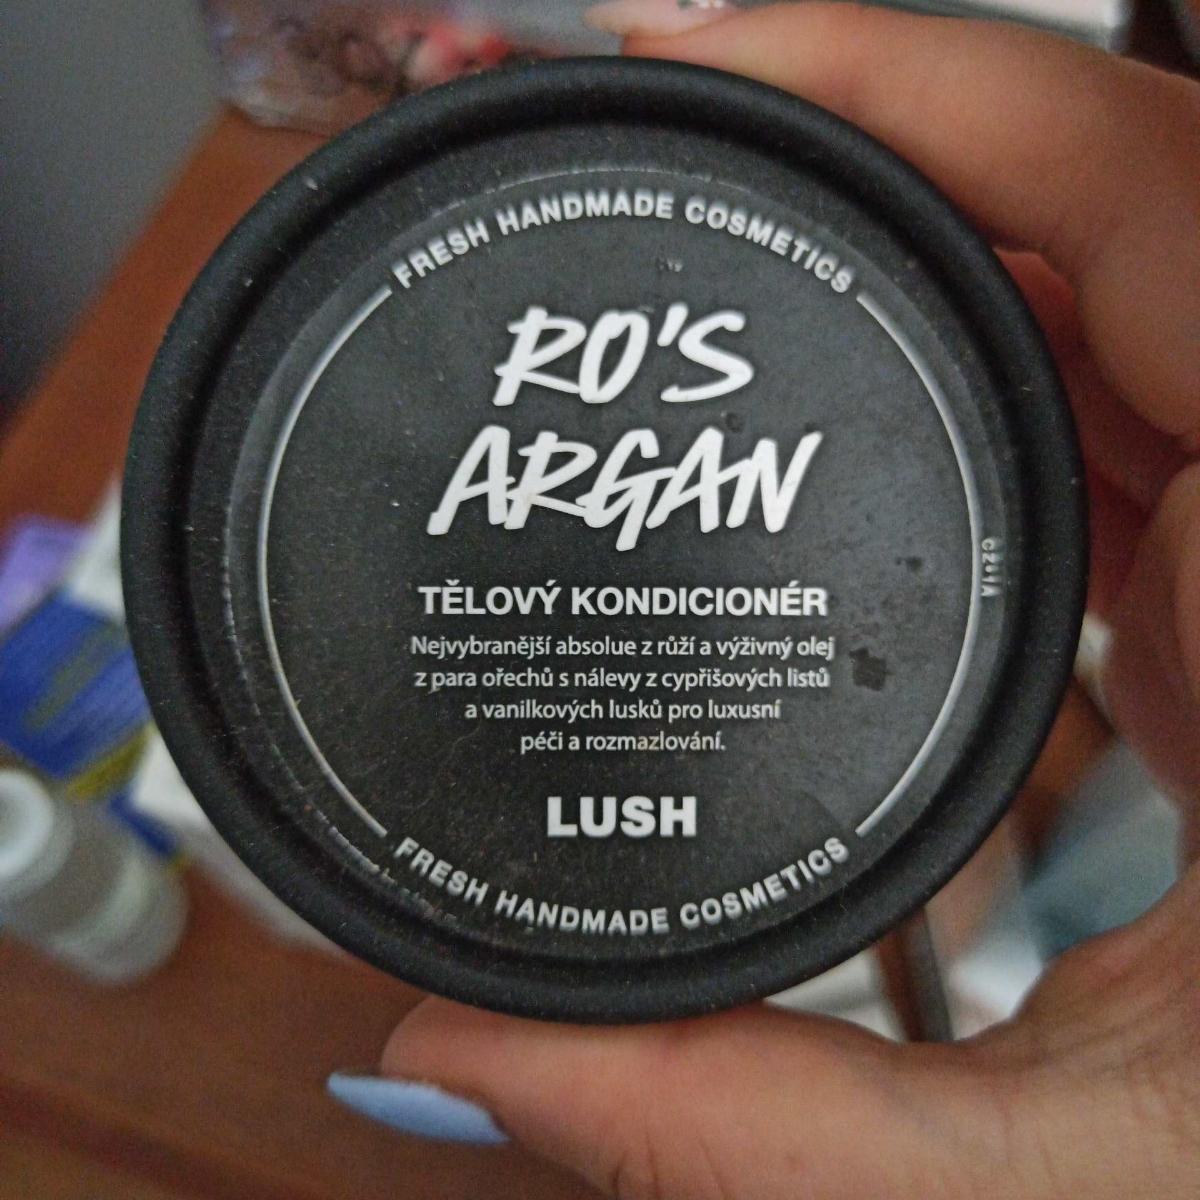 FRESH HANDMADE COSMETICS
RO'S
ARGAN
TĚLOVÝ KONDICIONÉR
Nejvybranější absolue z růží a výživný olej
z para ořechů s nálevy z cypřišových listů
a vanilkových lusků pro luxusní
péči a rozmazlování.
LUSH
FRESH HANDMADE COSMETICS